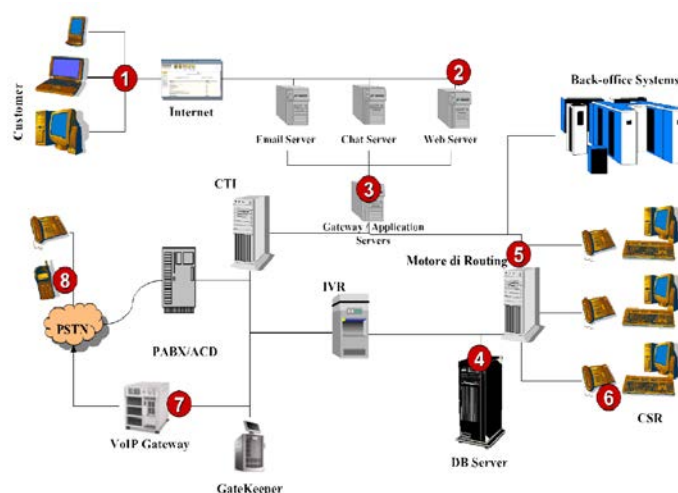 Customer
1
Internet
2
Email Server
Chat Server
Web Server
Back-office Systems
3
Gateway / Application
Servers
CTI
Motore di Routing
5
8
PSTN
PABX/ACD
IVR
4
7
VoIP Gateway
GateKeeper
DB Server
6
CSR